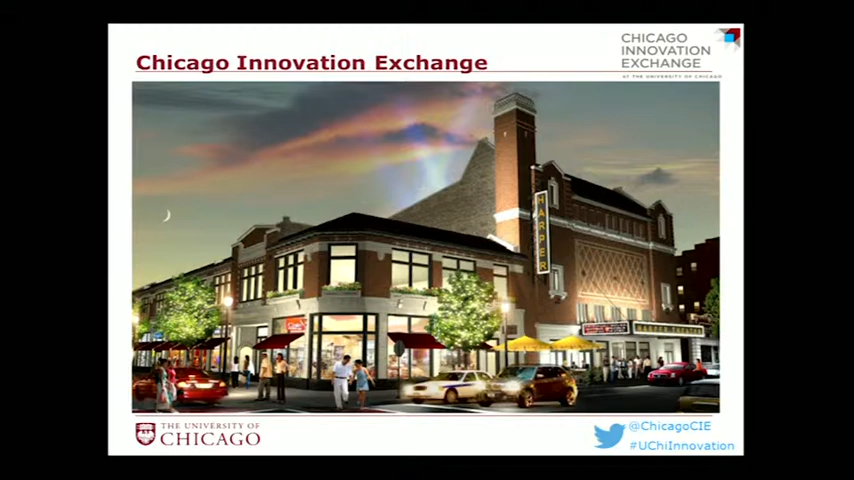 Chicago Innovation Exchange
CHICAGO
INNOVATION
EXCHANGE
AT THE UNIVERSITY OF CHICAGO
HARPER
HARPER THEATER
THE UNIVERSITY OF
CHICAGO
@ChicagoCIE
#UChiInnovation